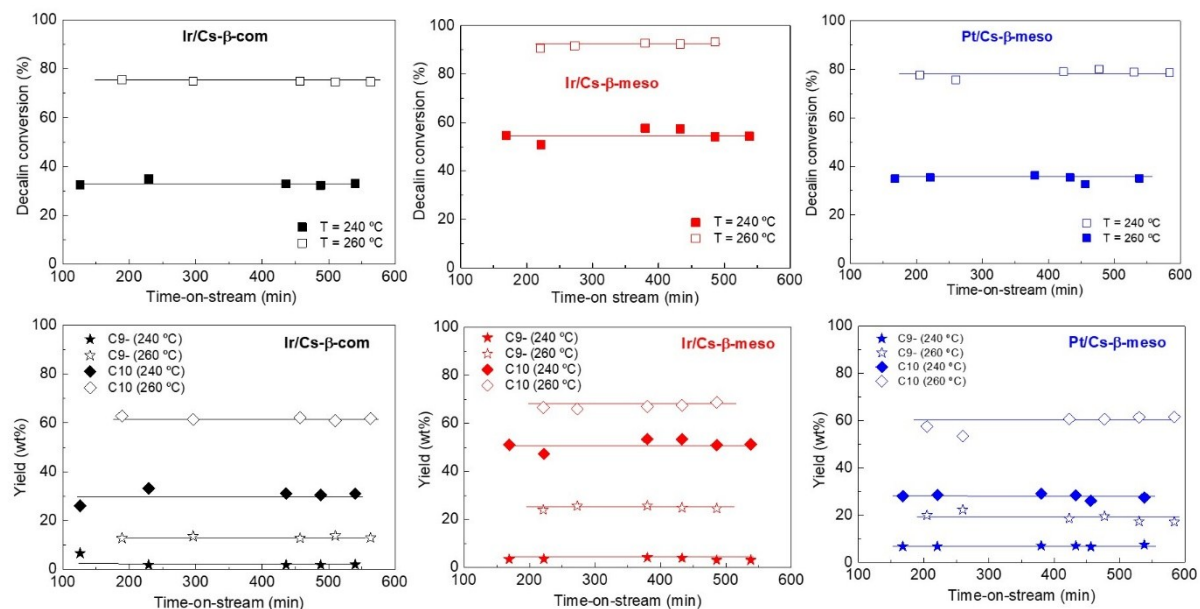 100
80
60
40
20
0
Decalin conversion (%)
Ir/Cs-β-com
T = 240 ºC
T = 260 ºC
100 200 300 400 500 600
Time-on-stream (min)
100
80
60
40
20
0
Decalin conversion (%)
Ir/Cs-β-meso
T = 240 ºC
T = 260 ºC
100 200 300 400 500 600
Time-on-stream (min)
100
80
60
40
20
0
Decalin conversion (%)
Pt/Cs-β-meso
T = 240 ºC
T = 260 ºC
100 200 300 400 500 600
Time-on-stream (min)
100
80
60
40
20
0
Yield (wt%)
C9- (240 ºC)
C9- (260 ºC)
C10 (240 ºC)
C10 (260 ºC)
Ir/Cs-β-com
100 200 300 400 500 600
Time-on-stream (min)
100
80
60
40
20
0
Yield (wt%)
C9- (240 ºC)
C9- (260 ºC)
C10 (240 ºC)
C10 (260 ºC)
Ir/Cs-β-meso
100 200 300 400 500 600
Time-on-stream (min)
100
80
60
40
20
0
Yield (wt%)
C9- (240 ºC)
C9- (260 ºC)
C10 (240 ºC)
C10 (260 ºC)
Pt/Cs-β-meso
100 200 300 400 500 600
Time-on-stream (min)